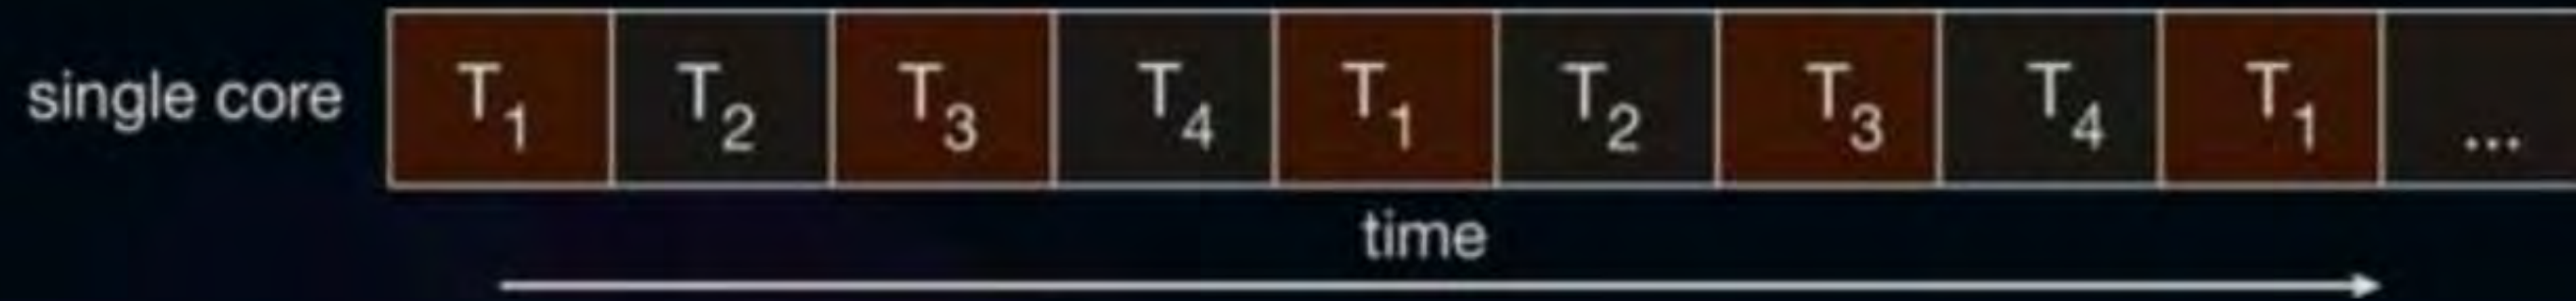 single core T₁ T₂ T₃ T₄ T₁ T₂ T₃ T₄ T₁ ...
time